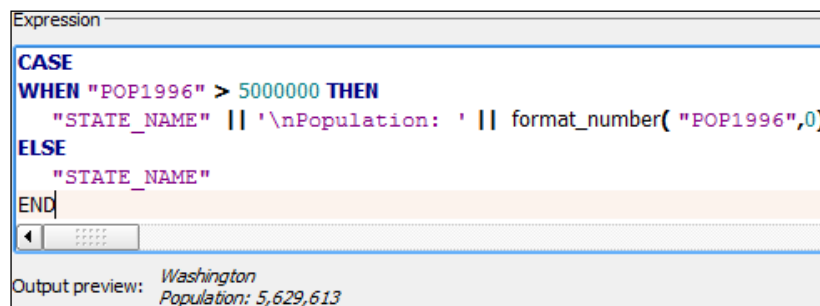 Expression
CASE
WHEN "POP1996" > 5000000 THEN
"STATE_NAME" || '\nPopulation: ' || format_number( "POP1996",0)
ELSE
"STATE_NAME"
END
Output preview: Washington
Population: 5,629,613